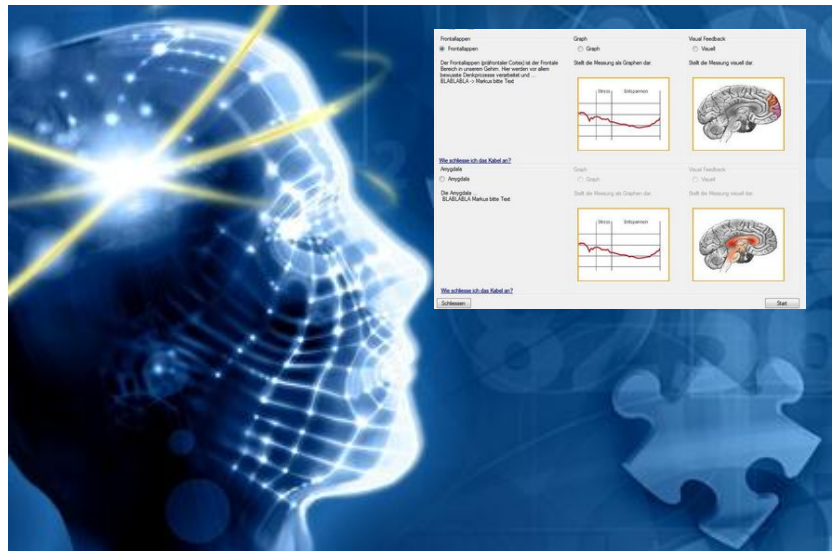 Frontallappen
Graph
Visual Feedback
Frontallappen
Graph
Visuell
Der Frontallappen (präfrontaler Cortex) ist der Frontale
Bereich in unserem Gehirn. Hier werden vor allem
bewusste Denkprozesse verarbeitet und ...
BLABLABLA -> Markus bitte Text
Stellt die Messung als Graphen dar.
Stellt die Messung visuell dar.
Stress
Entspannen
Wie schliesse ich das Kabel an?
Amygdala
Graph
Visual Feedback
Amygdala
Graph
Visuell
Die Amygdala ...
BLABLABLA Markus bitte Text
Stellt die Messung als Graphen dar.
Stellt die Messung visuell dar.
Stress
Entspannen
Wie schliesse ich das Kabel an?
Schliessen
Start